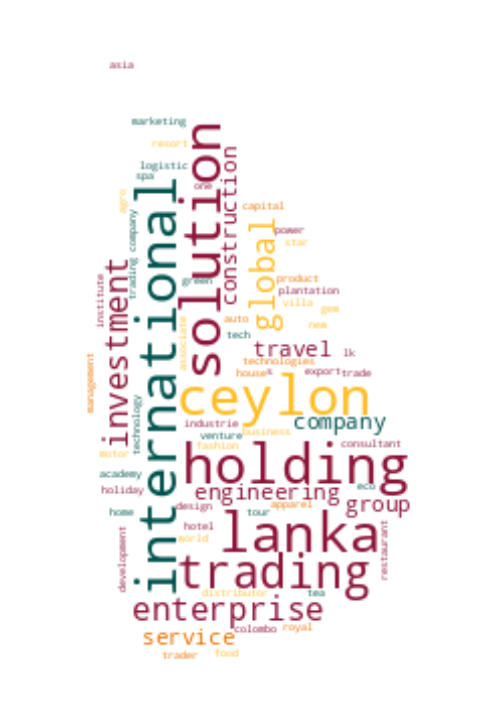 asia
marketing
resort
logistic
spa
one
solution
international
construction
agro
capital
trading company
power
star
global
green
investment
institute
product
plantation
villa
gem
auto
nem
associate
tech
travel
lk
technologies
management
house
s
export
trade
ceylon
technology
industrie
company
venture
business
fashion
consultant
motor
holding
academy
engineering
eco
holiday
design
apparel
group
home
tour
hotel
lanka
world
restaurant
development
trading
distributor
tea
enterprise
colombo
royal
service
trader
food